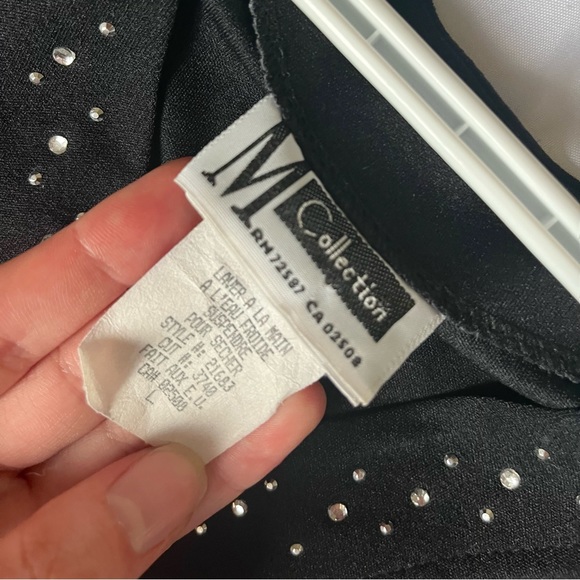 M
Collection
RN 72587 CA 02508
LAVER A LA MAIN
A L'EAU FROIDE
SUSPENDRE
POUR SECHER
STYLE #: 21683
CUT #: 3740
FAIT AUX E.U.
CA# 02508
L